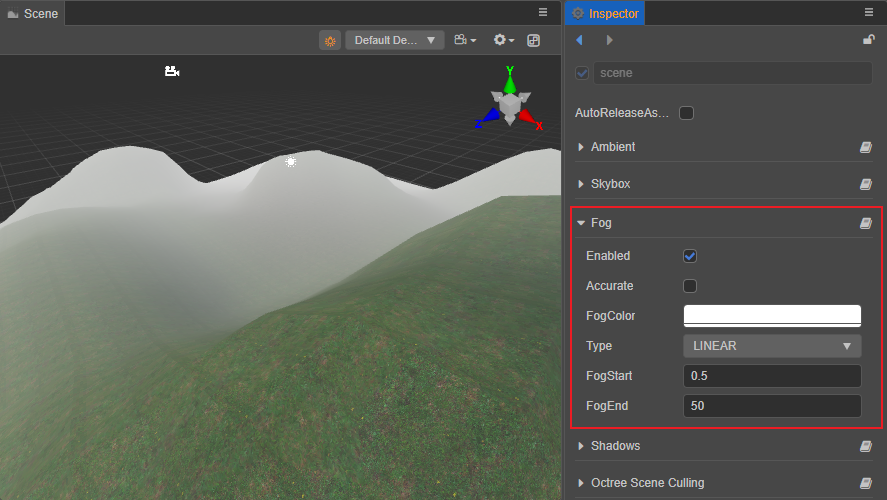 Scene
Inspector
Default De...
scene
Y
Z
X
AutoReleaseAs...
Ambient
Skybox
Fog
Enabled
Accurate
FogColor
Type LINEAR
FogStart 0.5
FogEnd 50
Shadows
Octree Scene Culling